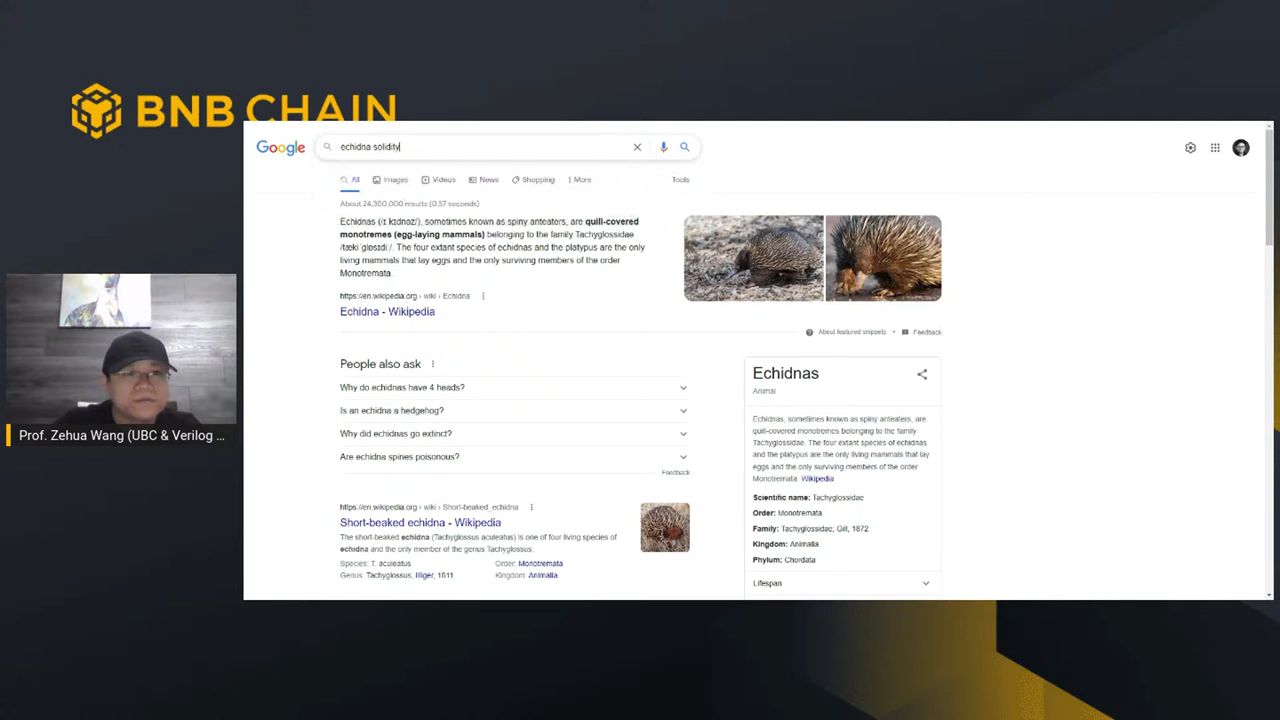 BNB CHAIN
Google
echidna solidity
All
Images
Videos
News
Shopping
More
Tools
About 24,300,000 results (0.57 seconds)
Echidnas (/ɪˈkɪdnəz/), sometimes known as spiny anteaters, are quill-covered
monotremes (egg-laying mammals) belonging to the family Tachyglossidae
/tækiˈɡlɒsɪdiː/. The four extant species of echidnas and the platypus are the only
living mammals that lay eggs and the only surviving members of the order
Monotremata.
https://en.wikipedia.org › wiki › Echidna
Echidna - Wikipedia
About featured snippets • Feedback
People also ask
Why do echidnas have 4 heads?
Is an echidna a hedgehog?
Why did echidnas go extinct?
Are echidna spines poisonous?
Feedback
https://en.wikipedia.org › wiki › Short-beaked_echidna
Short-beaked echidna - Wikipedia
The short-beaked echidna (Tachyglossus aculeatus) is one of four living species of
echidna and the only member of the genus Tachyglossus.
Species: T. aculeatus
Order: Monotremata
Genus: Tachyglossus; Illiger, 1811
Kingdom: Animalia
Echidnas
Animal
Echidnas, sometimes known as spiny anteaters, are
quill-covered monotremes belonging to the family
Tachyglossidae. The four extant species of echidnas
and the platypus are the only living mammals that lay
eggs and the only surviving members of the order
Monotremata. Wikipedia
Scientific name: Tachyglossidae
Order: Monotremata
Family: Tachyglossidae; Gill, 1872
Kingdom: Animalia
Phylum: Chordata
Lifespan
Prof. Zehua Wang (UBC & Verilog ...